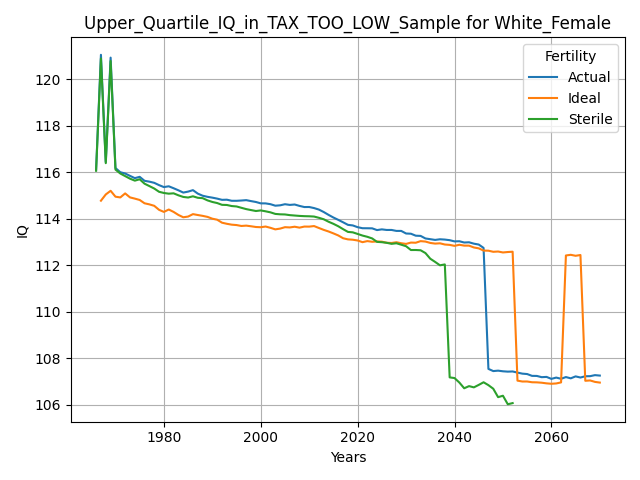 Upper_Quartile_IQ_in_TAX_TOO_LOW_Sample for White_Female
Fertility
Actual
Ideal
Sterile
IQ
120
118
116
114
112
110
108
106
1980
2000
2020
2040
2060
Years